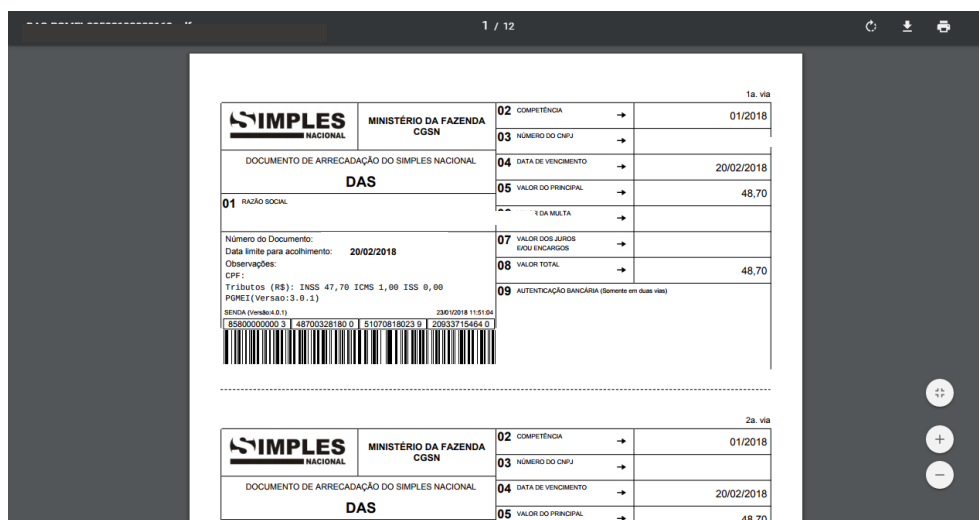 1 / 12
1a. via
SIMPLES
NACIONAL
MINISTÉRIO DA FAZENDA
CGSN
DOCUMENTO DE ARRECADAÇÃO DO SIMPLES NACIONAL
DAS
01 RAZÃO SOCIAL
Número do Documento:
Data limite para acolhimento: 20/02/2018
Observações:
CPF:
Tributos (R$): INSS 47,70 ICMS 1,00 ISS 0,00
PGMEI(Versao:3.0.1)
SENDA (Versão:4.0.1) 23/01/2018 11:51:04
85800000000 3 48700328180 0 51070818023 9 20933715464 0
02 COMPETÊNCIA → 01/2018
03 NÚMERO DO CNPJ →
04 DATA DE VENCIMENTO → 20/02/2018
05 VALOR DO PRINCIPAL → 48,70
DA MULTA →
07 VALOR DOS JUROS
E/OU ENCARGOS →
08 VALOR TOTAL → 48,70
09 AUTENTICAÇÃO BANCÁRIA (Somente em duas vias)
2a. via
SIMPLES
NACIONAL
MINISTÉRIO DA FAZENDA
CGSN
DOCUMENTO DE ARRECADAÇÃO DO SIMPLES NACIONAL
DAS
02 COMPETÊNCIA → 01/2018
03 NÚMERO DO CNPJ →
04 DATA DE VENCIMENTO → 20/02/2018
05 VALOR DO PRINCIPAL → 48,70